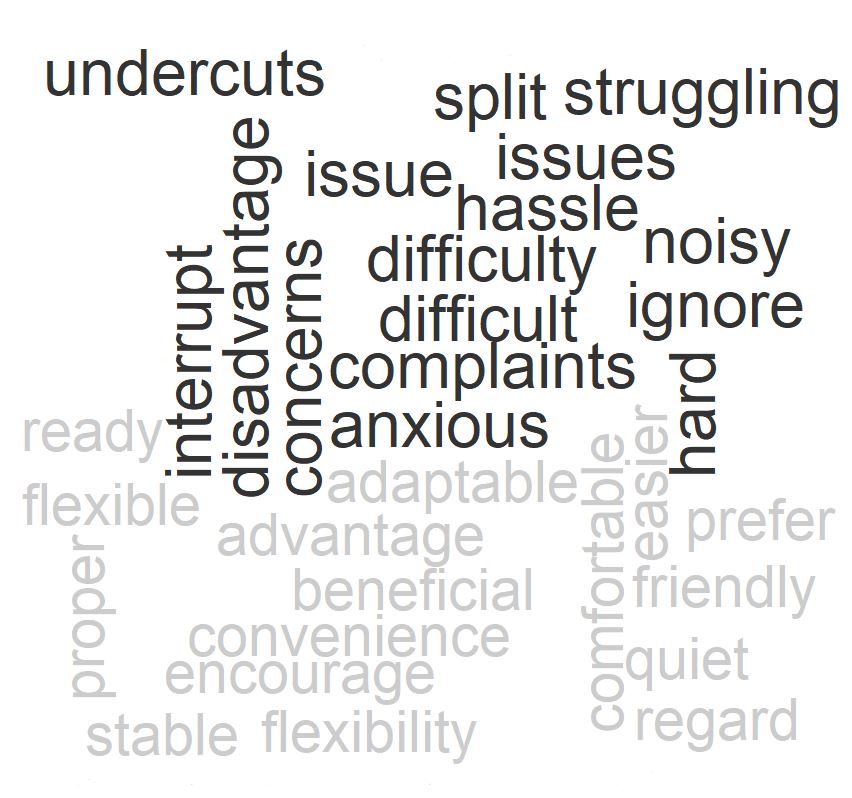 undercuts
split struggling
issue
issues
hassle
noisy
difficulty
ignore
difficult
complaints
anxious
interrupt
disadvantage
concerns
hard
ready
flexible
adaptable
advantage
comfortable
easier
prefer
proper
beneficial
friendly
convenience
encourage
quiet
stable flexibility
regard